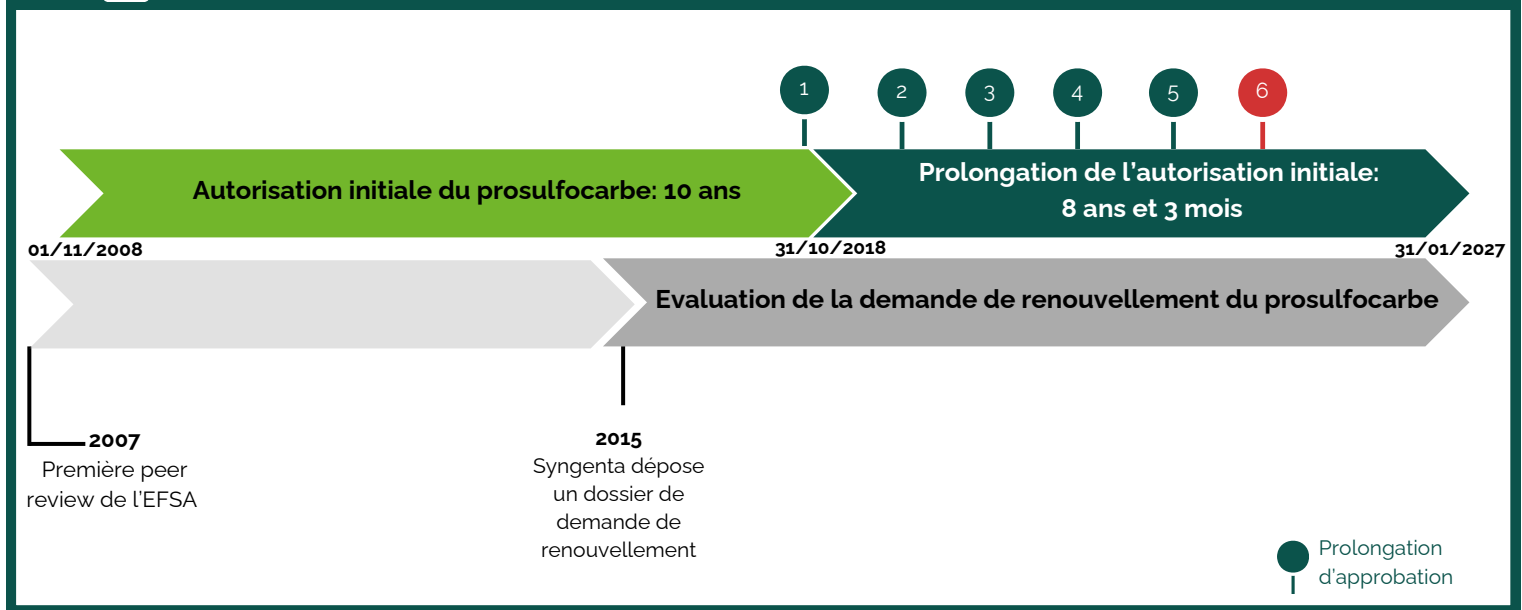 1
2
3
4
5
6
Autorisation initiale du prosulfocarbe: 10 ans
Prolongation de l'autorisation initiale:
8 ans et 3 mois
01/11/2008
31/10/2018
31/01/2027
Evaluation de la demande de renouvellement du prosulfocarbe
2007
Première peer
review de l'EFSA
2015
Syngenta dépose
un dossier de
demande de
renouvellement
Prolongation
d'approbation